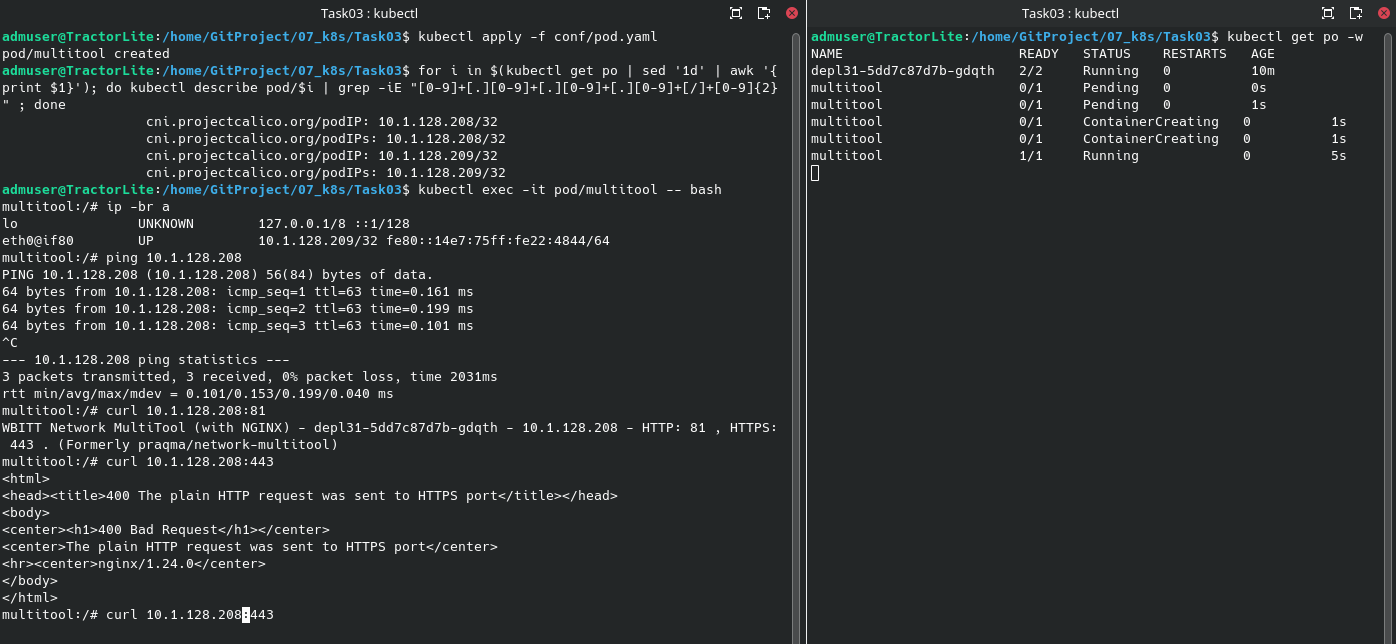 Task03 : kubectl
admuser@TractorLite:/home/GitProject/07_k8s/Task03$ kubectl apply -f conf/pod.yaml
pod/multitool created
admuser@TractorLite:/home/GitProject/07_k8s/Task03$ for i in $(kubectl get po | sed '1d' | awk '{
print $1}'); do kubectl describe pod/$i | grep -iE "[0-9]+[.][0-9]+[.][0-9]+[.][0-9]+[/]+[0-9]{2}
" ; done
cni.projectcalico.org/podIP: 10.1.128.208/32
cni.projectcalico.org/podIPs: 10.1.128.208/32
cni.projectcalico.org/podIP: 10.1.128.209/32
cni.projectcalico.org/podIPs: 10.1.128.209/32
admuser@TractorLite:/home/GitProject/07_k8s/Task03$ kubectl exec -it pod/multitool -- bash
multitool:/# ip -br a
lo               UNKNOWN        127.0.0.1/8 ::1/128
eth0@if80        UP             10.1.128.209/32 fe80::14e7:75ff:fe22:4844/64
multitool:/# ping 10.1.128.208
PING 10.1.128.208 (10.1.128.208) 56(84) bytes of data.
64 bytes from 10.1.128.208: icmp_seq=1 ttl=63 time=0.161 ms
64 bytes from 10.1.128.208: icmp_seq=2 ttl=63 time=0.199 ms
64 bytes from 10.1.128.208: icmp_seq=3 ttl=63 time=0.101 ms
^C
--- 10.1.128.208 ping statistics ---
3 packets transmitted, 3 received, 0% packet loss, time 2031ms
rtt min/avg/max/mdev = 0.101/0.153/0.199/0.040 ms
multitool:/# curl 10.1.128.208:81
WBITT Network MultiTool (with NGINX) - depl31-5dd7c87d7b-gdqth - 10.1.128.208 - HTTP: 81 , HTTPS:
 443 . (Formerly praqma/network-multitool)
multitool:/# curl 10.1.128.208:443
<html>
<head><title>400 The plain HTTP request was sent to HTTPS port</title></head>
<body>
<center><h1>400 Bad Request</h1></center>
<center>The plain HTTP request was sent to HTTPS port</center>
<hr><center>nginx/1.24.0</center>
</body>
</html>
multitool:/# curl 10.1.128.208:443
Task03 : kubectl
admuser@TractorLite:/home/GitProject/07_k8s/Task03$ kubectl get po -w
NAME                      READY   STATUS    RESTARTS   AGE
depl31-5dd7c87d7b-gdqth   2/2     Running   0          10m
multitool                 0/1     Pending   0          0s
multitool                 0/1     Pending   0          1s
multitool                 0/1     ContainerCreating   0          1s
multitool                 0/1     ContainerCreating   0          1s
multitool                 1/1     Running             0          5s